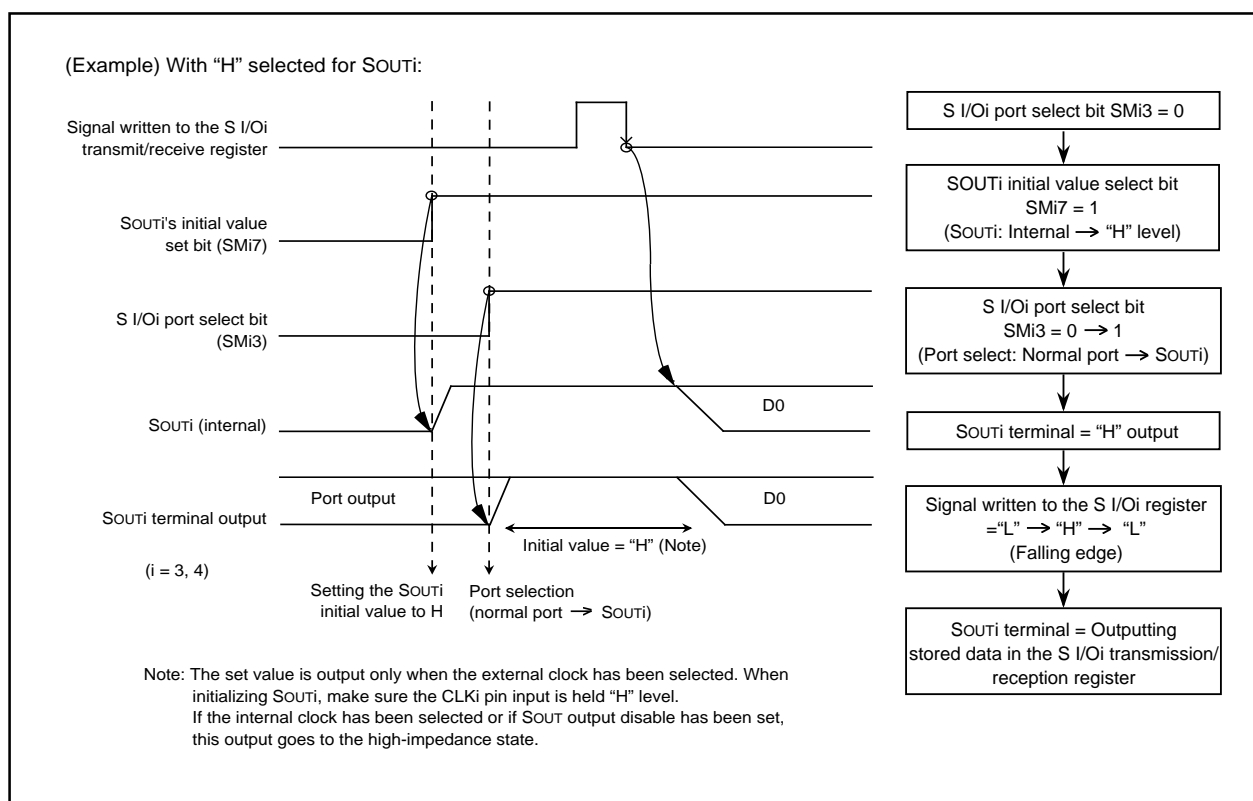 (Example) With “H” selected for SOUTi:
Signal written to the S I/Oi
transmit/receive register
SOUTi's initial value
set bit (SMi7)
S I/Oi port select bit
(SMi3)
SOUTi (internal)
D0
Port output
D0
SOUTi terminal output
Initial value = “H” (Note)
(i = 3, 4)
Setting the SOUTi
initial value to H
Port selection
(normal port → SOUTi)
Note: The set value is output only when the external clock has been selected. When
initializing SOUTi, make sure the CLKi pin input is held “H” level.
If the internal clock has been selected or if SOUT output disable has been set,
this output goes to the high-impedance state.
S I/Oi port select bit SMi3 = 0
SOUTi initial value select bit
SMi7 = 1
(SOUTi: Internal → “H” level)
S I/Oi port select bit
SMi3 = 0 → 1
(Port select: Normal port → SOUTi)
SOUTi terminal = “H” output
Signal written to the S I/Oi register
=“L” → “H” → “L”
(Falling edge)
SOUTi terminal = Outputting
stored data in the S I/Oi transmission/
reception register